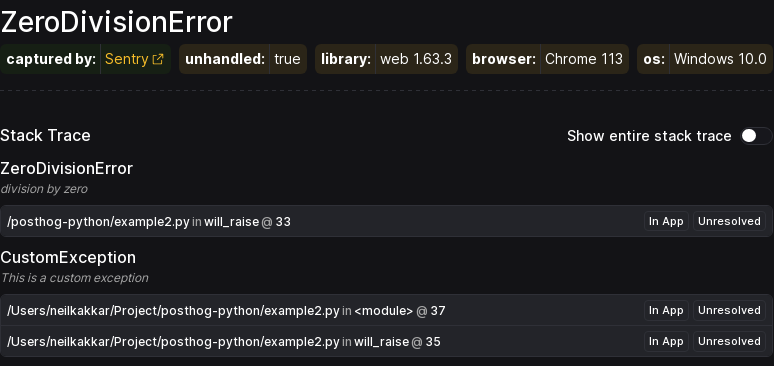 ZeroDivisionError
captured by: Sentry unhandled: true library: web 1.63.3 browser: Chrome 113 os: Windows 10.0
Stack Trace Show entire stack trace
ZeroDivisionError
division by zero
/posthog-python/example2.py in will_raise @ 33 In App Unresolved
CustomException
This is a custom exception
/Users/neilkakkar/Project/posthog-python/example2.py in <module> @ 37 In App Unresolved
/Users/neilkakkar/Project/posthog-python/example2.py in will_raise @ 35 In App Unresolved